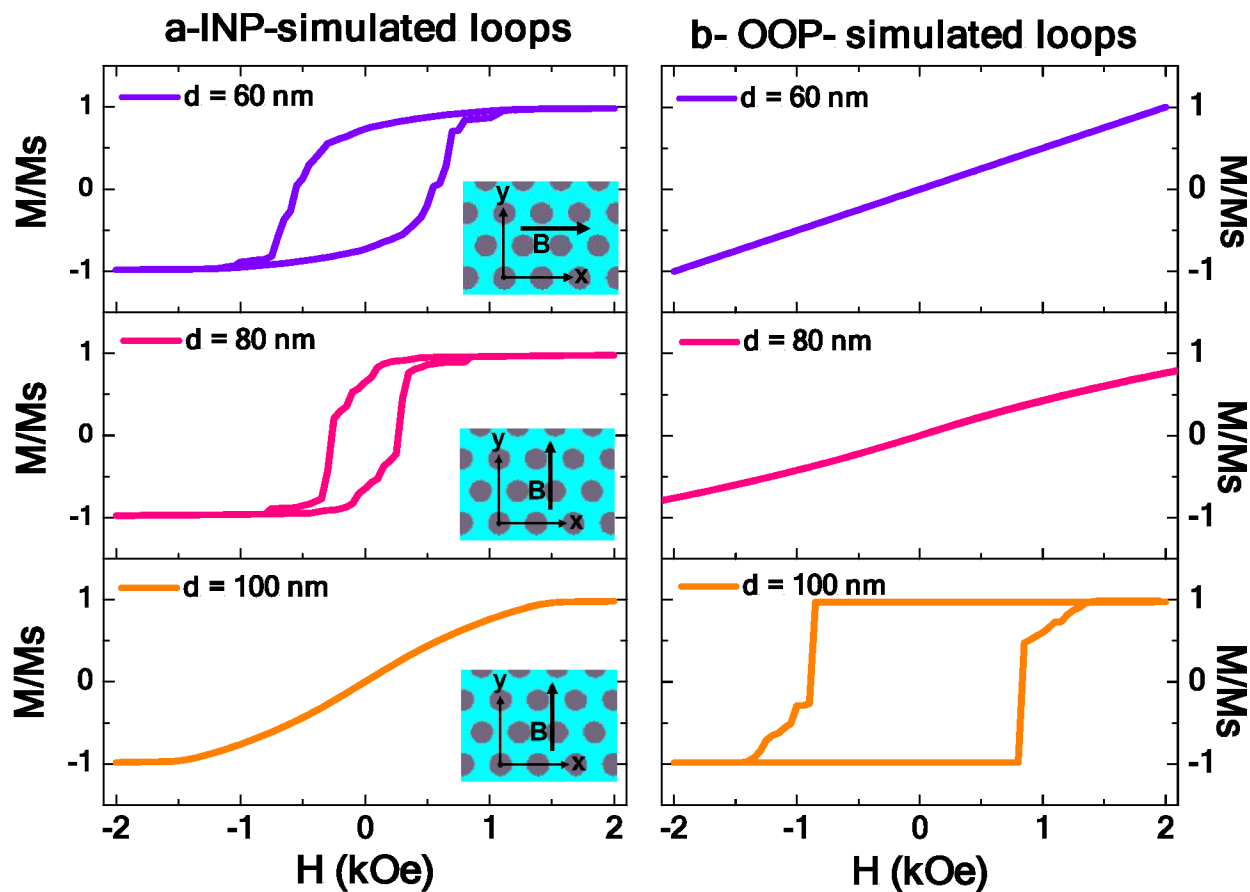 a-INP-simulated loops
b- OOP- simulated loops
d = 60 nm
1
0
-1
M/Ms
y
B
x
d = 60 nm
1
0
-1
M/Ms
d = 80 nm
1
0
-1
M/Ms
y
B
x
d = 80 nm
1
0
-1
M/Ms
d = 100 nm
1
0
-1
M/Ms
y
B
x
-2 -1 0 1 2
H (kOe)
d = 100 nm
1
0
-1
M/Ms
-2 -1 0 1 2
H (kOe)